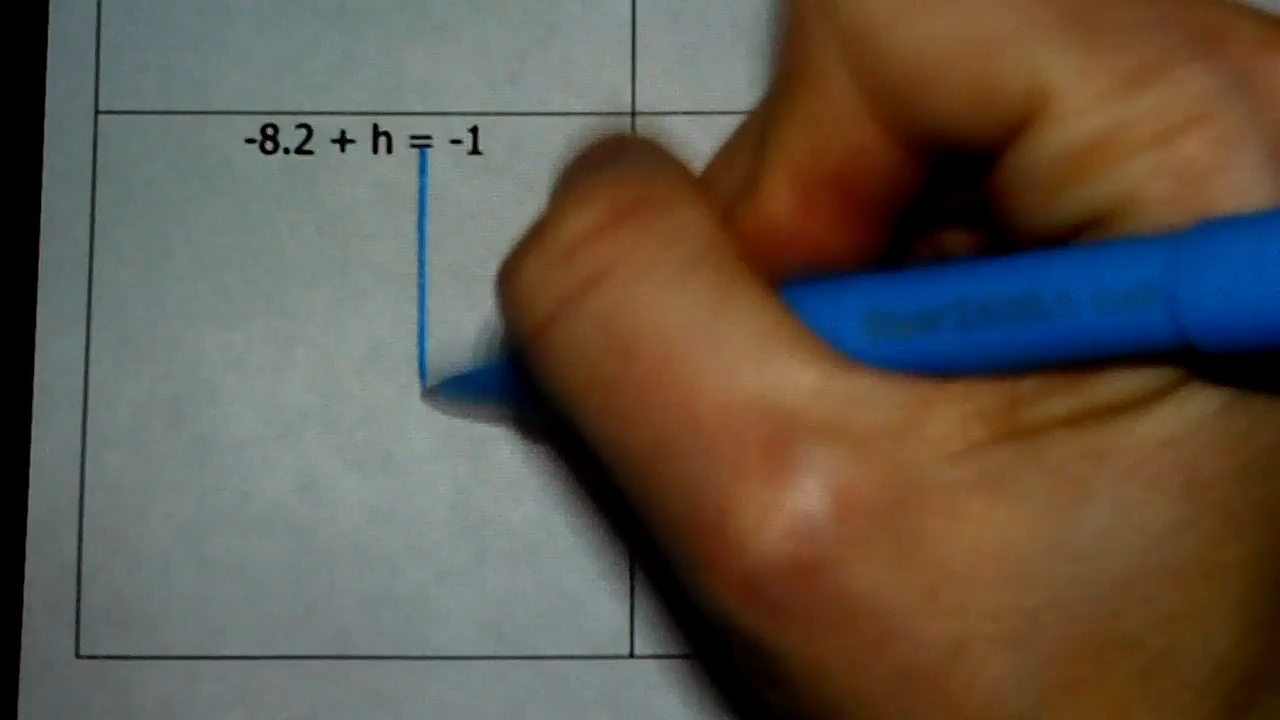 -8.2 + h = -1